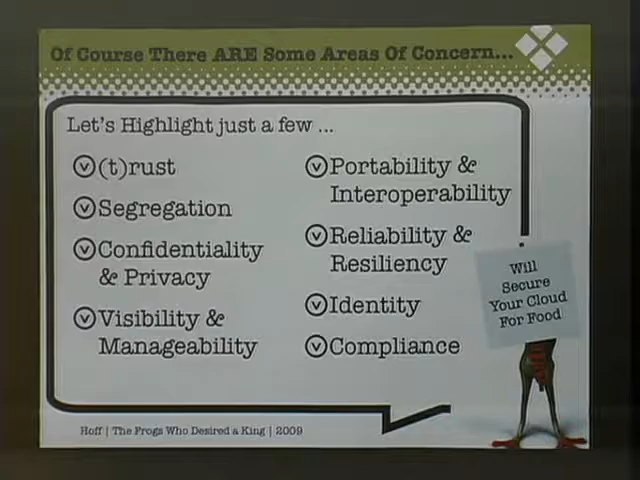 Of Course There ARE Some Areas Of Concern...
Let's Highlight just a few ...
(t)rust
Segregation
Confidentiality
& Privacy
Visibility &
Manageability
Portability &
Interoperability
Reliability &
Resiliency
Identity
Compliance
Will
Secure
Your Cloud
For Food
Hoff | The Frogs Who Desired a King | 2009